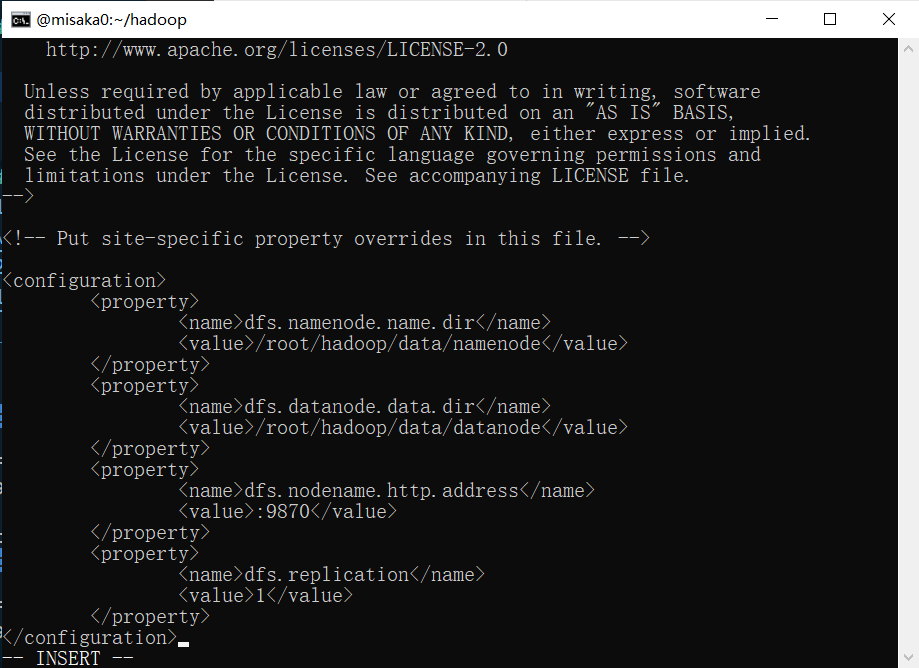 @misaka0:~/hadoop
http://www.apache.org/licenses/LICENSE-2.0
Unless required by applicable law or agreed to in writing, software
distributed under the License is distributed on an "AS IS" BASIS,
WITHOUT WARRANTIES OR CONDITIONS OF ANY KIND, either express or implied.
See the License for the specific language governing permissions and
limitations under the License. See accompanying LICENSE file.
-->
<!-- Put site-specific property overrides in this file. -->
<configuration>
<property>
<name>dfs.namenode.name.dir</name>
<value>/root/hadoop/data/namenode</value>
</property>
<property>
<name>dfs.datanode.data.dir</name>
<value>/root/hadoop/data/datanode</value>
</property>
<property>
<name>dfs.nodename.http.address</name>
<value>:9870</value>
</property>
<property>
<name>dfs.replication</name>
<value>1</value>
</property>
</configuration>
-- INSERT --